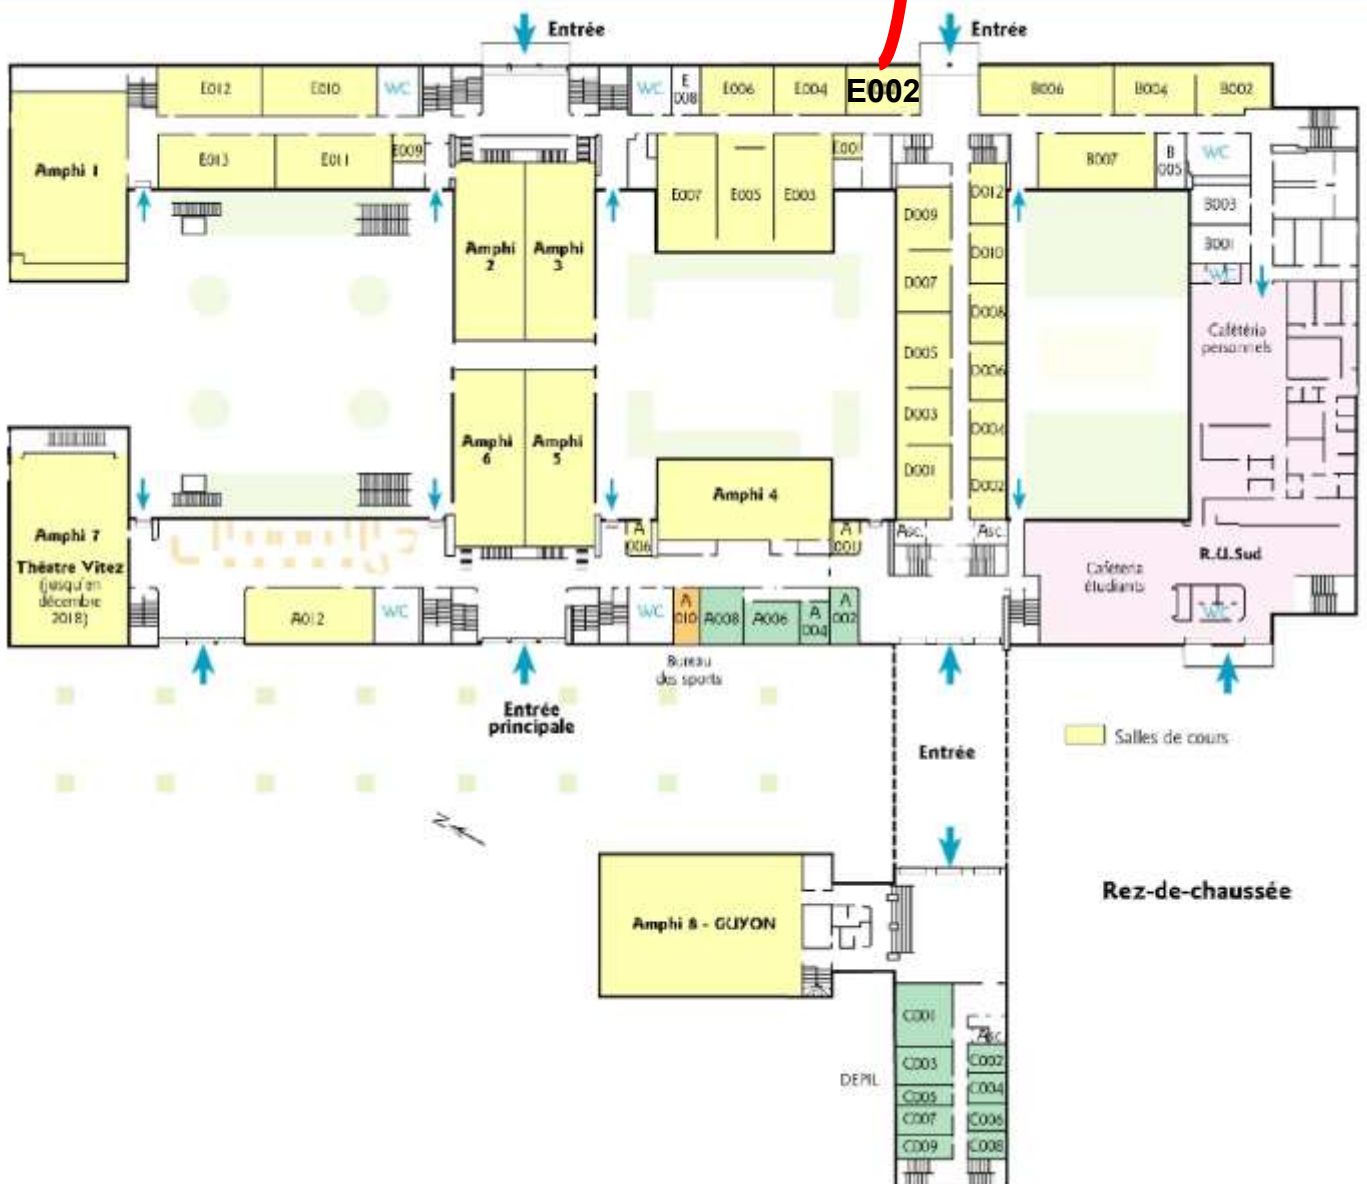 Entrée
Entrée
E012
E010
WC
WC
E
008
E006
E004
E002
B006
B004
B002
Amphi 1
E013
E011
E009
E007
E005
E003
E001
D009
D012
B007
B
005
WC
B003
B001
WC
Amphi
2
Amphi
3
D007
D010
D008
D005
D006
D003
D004
D001
D002
Cafétéria
personnels
Amphi
6
Amphi
5
Amphi 4
Amphi 7
Théatre Vitez
(jusqu'en
décembre
2018)
A
006
A
001
Asc.
Asc.
R.U.Sud
Cafétéria
étudiants
WC
A012
WC
WC
A
010
A008
A006
A
004
A
002
Bureau
des sports
Entrée
principale
Entrée
Salles de cours
N
Rez-de-chaussée
Amphi 8 - GUYON
C001
Asc.
C003
C002
DEPIL
C005
C004
C007
C006
C009
C008